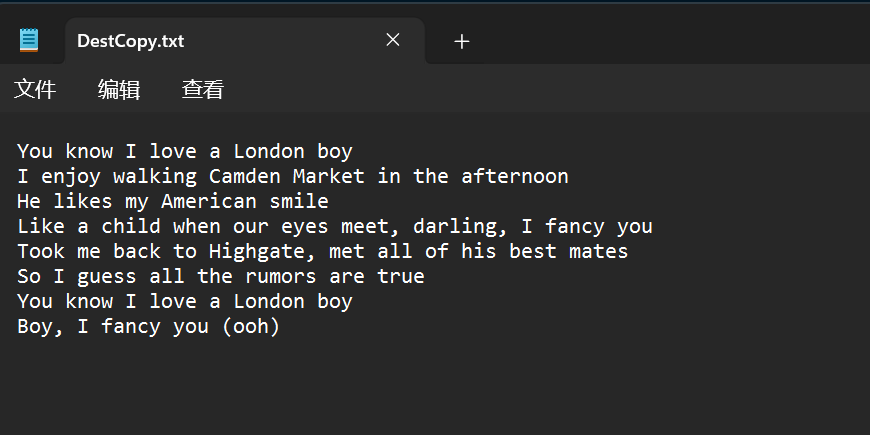 DestCopy.txt
文件 编辑 查看
You know I love a London boy
I enjoy walking Camden Market in the afternoon
He likes my American smile
Like a child when our eyes meet, darling, I fancy you
Took me back to Highgate, met all of his best mates
So I guess all the rumors are true
You know I love a London boy
Boy, I fancy you (ooh)